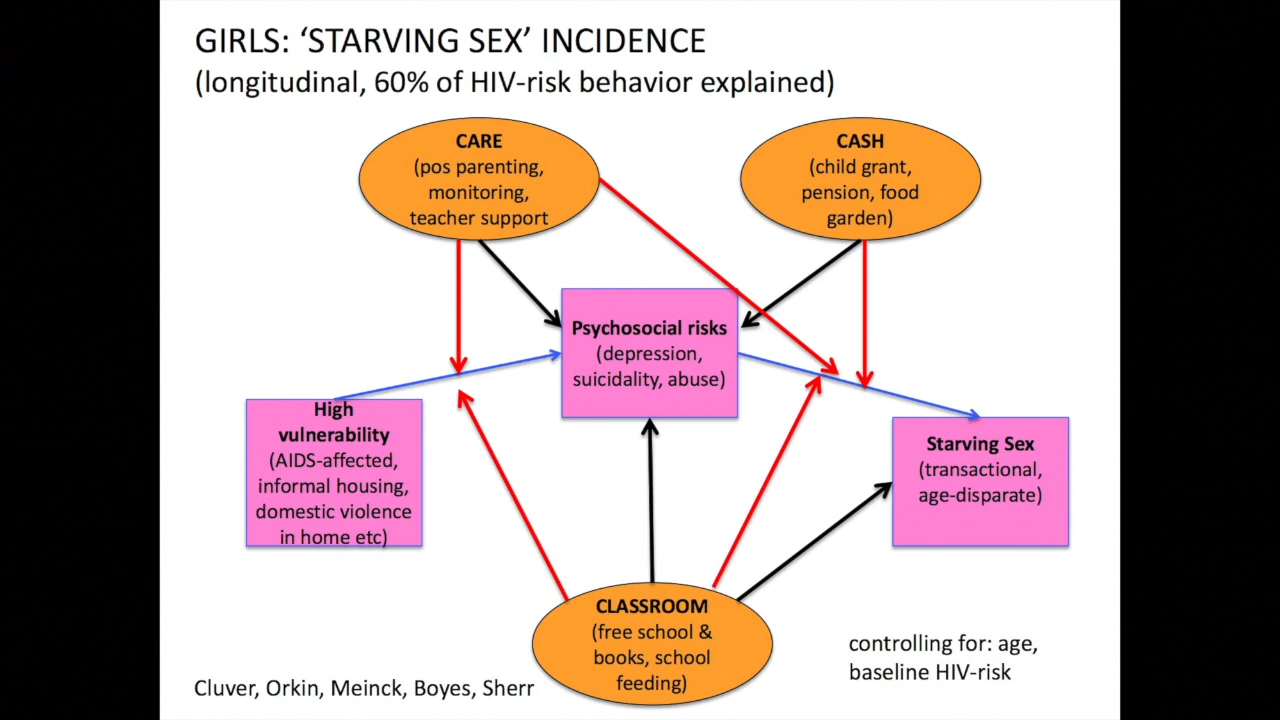 GIRLS: ‘STARVING SEX’ INCIDENCE
(longitudinal, 60% of HIV-risk behavior explained)
CARE
(pos parenting,
monitoring,
teacher support
CASH
(child grant,
pension, food
garden)
Psychosocial risks
(depression,
suicidality, abuse)
High
vulnerability
(AIDS-affected,
informal housing,
domestic violence
in home etc)
Starving Sex
(transactional,
age-disparate)
CLASSROOM
(free school &
books, school
feeding)
controlling for: age,
baseline HIV-risk
Cluver, Orkin, Meinck, Boyes, Sherr